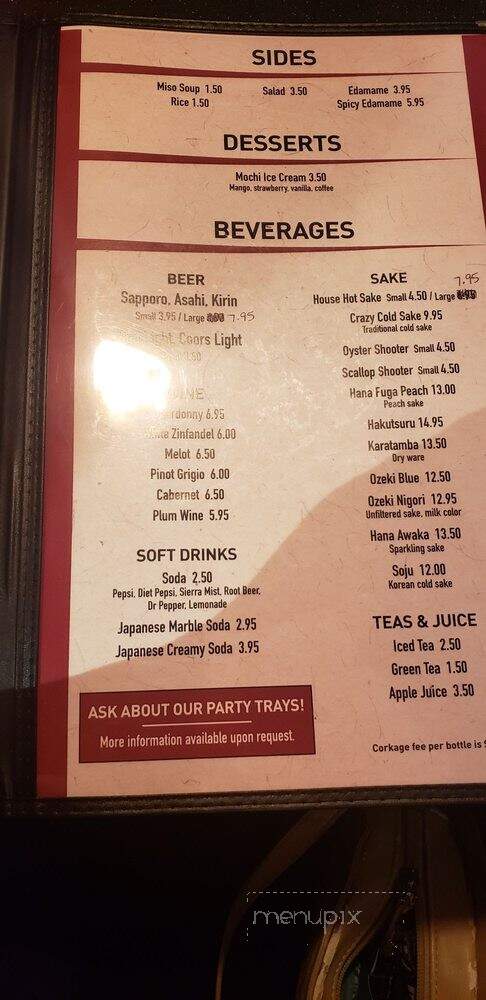 SIDES
Miso Soup 1.50 Salad 3.50 Edamame 3.95
Rice 1.50 Spicy Edamame 5.95
DESSERTS
Mochi Ice Cream 3.50
Mango, strawberry, vanilla, coffee
BEVERAGES
BEER
Sapporo, Asahi, Kirin
Small 3.95 / Large 7.95
Coors Light
WINE
6.95
Zinfandel 6.00
Melot 6.50
Pinot Grigio 6.00
Cabernet 6.50
Plum Wine 5.95
SOFT DRINKS
Soda 2.50
Pepsi, Diet Pepsi, Sierra Mist, Root Beer,
Dr Pepper, Lemonade
Japanese Marble Soda 2.95
Japanese Creamy Soda 3.95
ASK ABOUT OUR PARTY TRAYS!
More information available upon request.
SAKE
7.95
House Hot Sake Small 4.50 / Large
Crazy Cold Sake 9.95
Traditional cold sake
Oyster Shooter Small 4.50
Scallop Shooter Small 4.50
Hana Fuga Peach 13.00
Peach sake
Hakutsuru 14.95
Karatamba 13.50
Dry ware
Ozeki Blue 12.50
Ozeki Nigori 12.95
Unfiltered sake, milk color
Hana Awaka 13.50
Sparkling sake
Soju 12.00
Korean cold sake
TEAS & JUICE
Iced Tea 2.50
Green Tea 1.50
Apple Juice 3.50
Corkage fee per bottle is
menupix